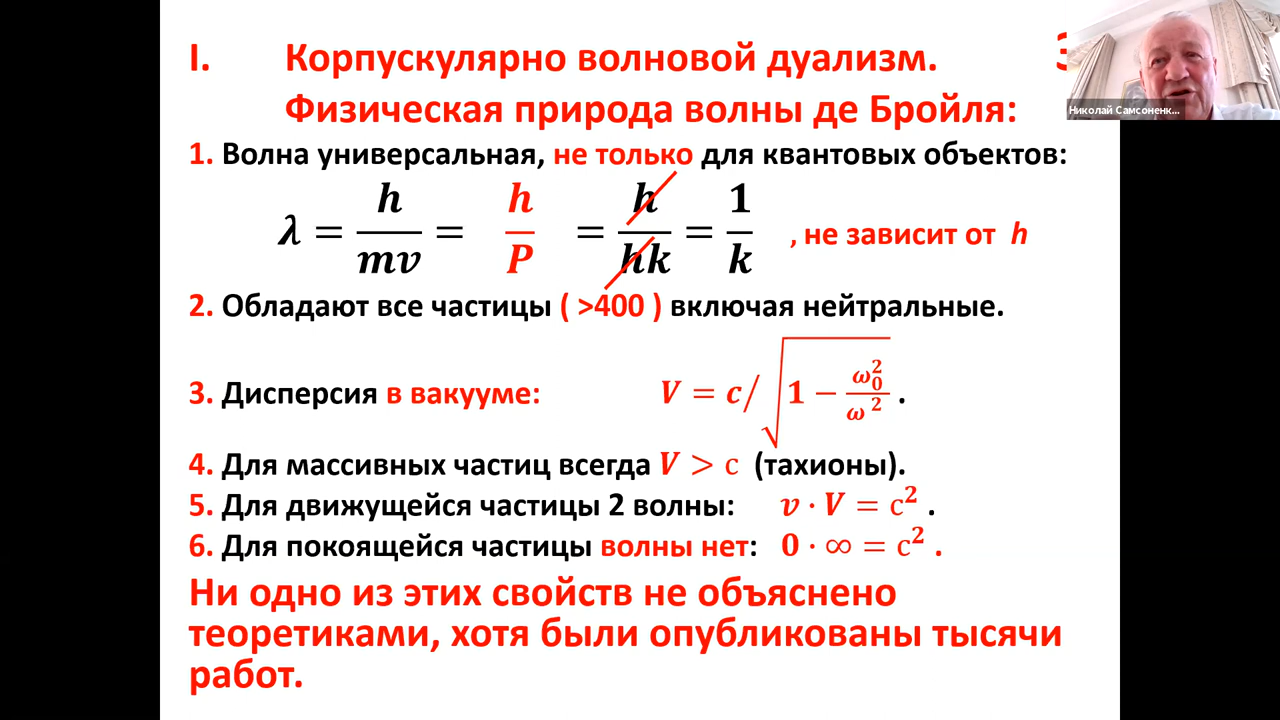 I. Корпускулярно волновой дуализм.
Физическая природа волны де Бройля:
Николай Самсоненк...
1. Волна универсальная, не только для квантовых объектов:
λ = h/mv = h/P = h/hk = 1/k , не зависит от h
2. Обладают все частицы ( >400 ) включая нейтральные.
3. Дисперсия в вакууме: V = c/√(1 − ω₀²/ω²) .
4. Для массивных частиц всегда V > c (тахионы).
5. Для движущейся частицы 2 волны: v · V = c² .
6. Для покоящейся частицы волны нет: 0 · ∞ = c² .
Ни одно из этих свойств не объяснено
теоретиками, хотя были опубликованы тысячи
работ.